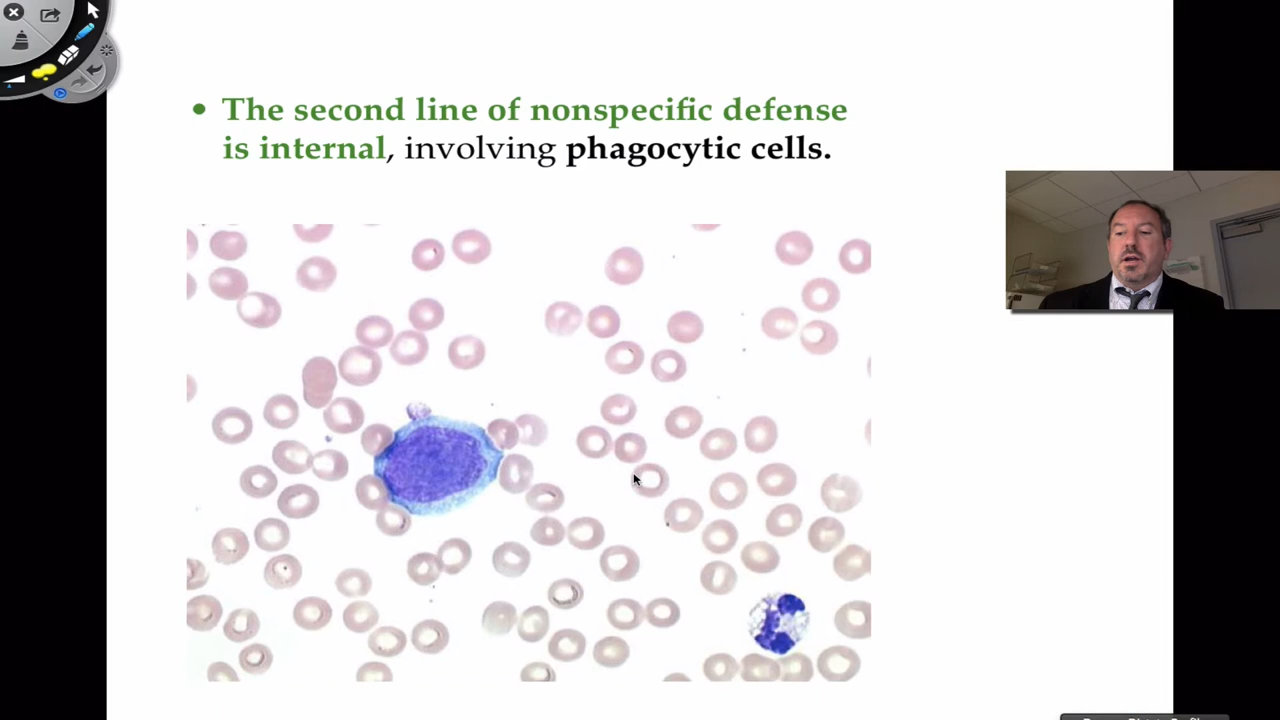 • The second line of nonspecific defense
is internal, involving phagocytic cells.